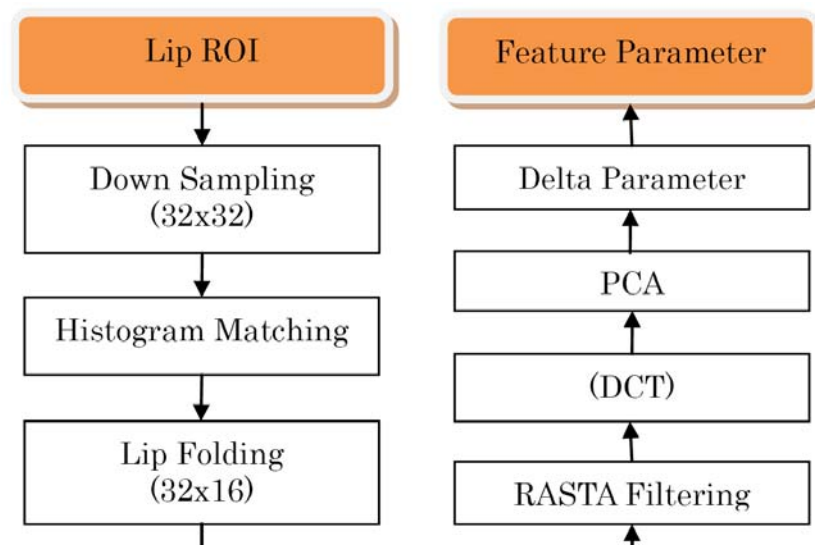 Lip ROI
Down Sampling
(32x32)
Histogram Matching
Lip Folding
(32x16)
Feature Parameter
Delta Parameter
PCA
(DCT)
RASTA Filtering